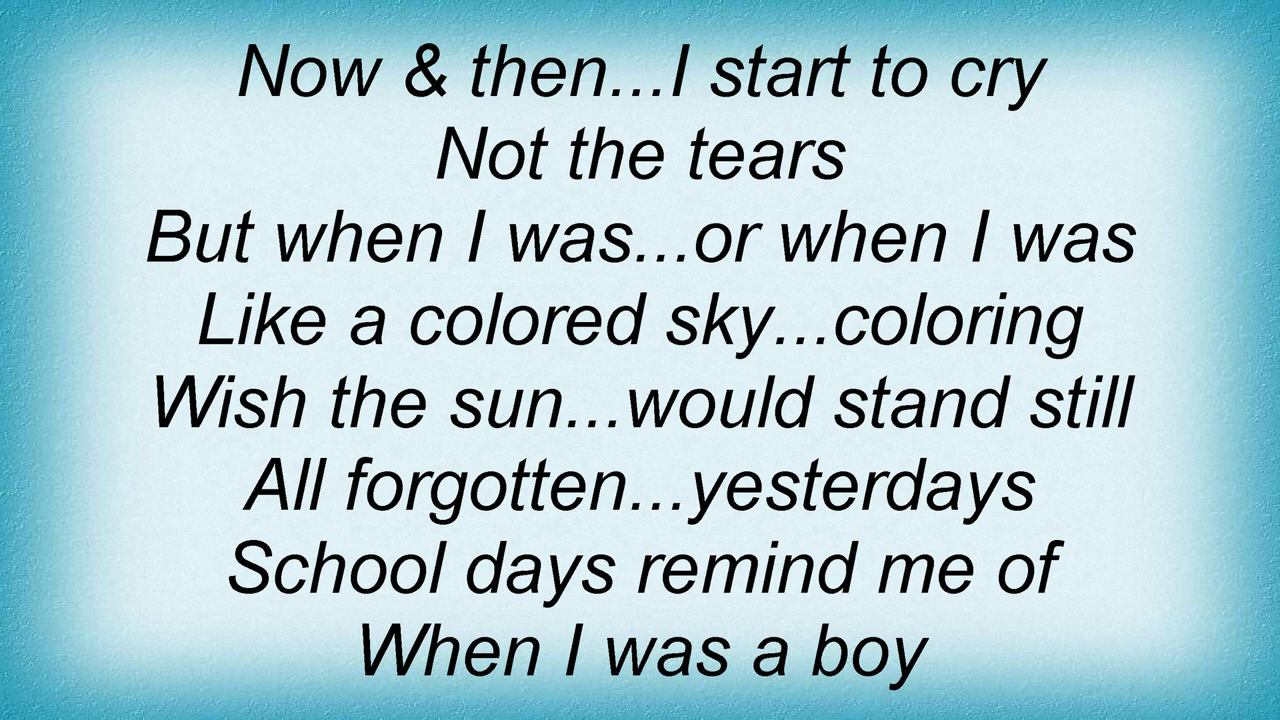 Now & then...I start to cry
Not the tears
But when I was...or when I was
Like a colored sky...coloring
Wish the sun...would stand still
All forgotten...yesterdays
School days remind me of
When I was a boy